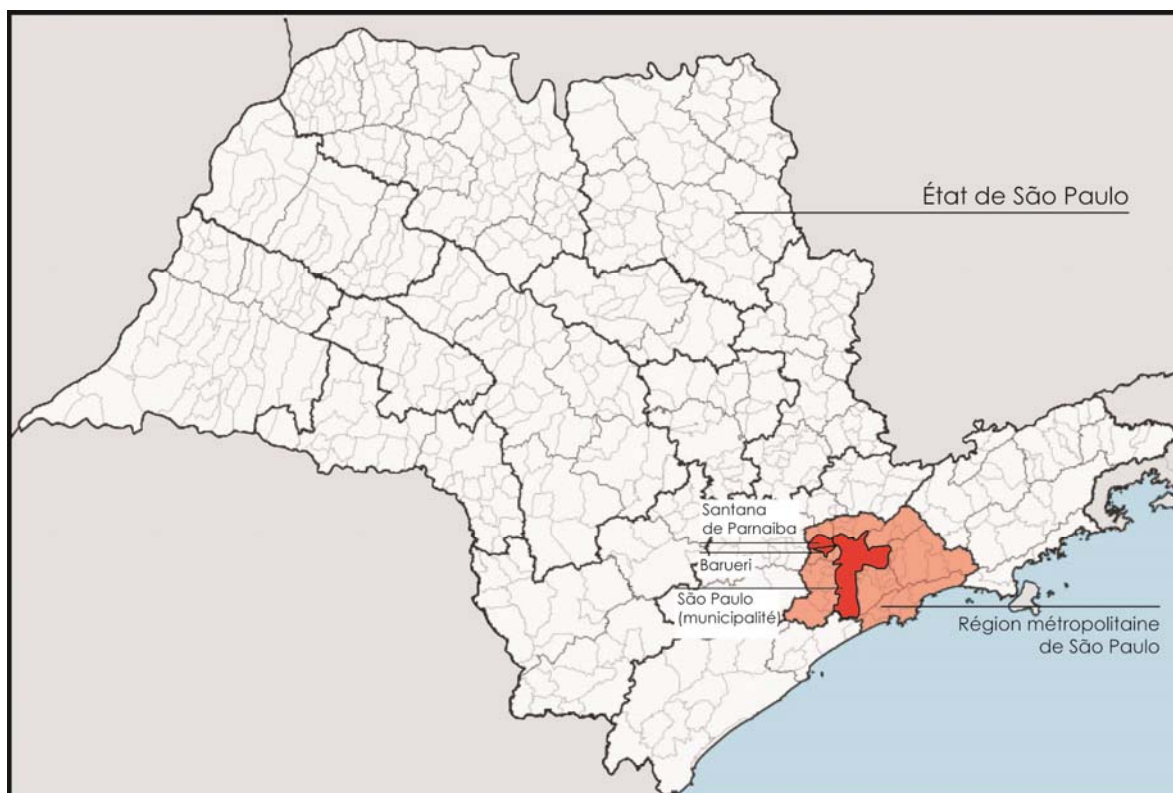 État de São Paulo
Santana
de Parnaiba
Barueri
São Paulo
(municipalité)
Région métropolitaine
de São Paulo